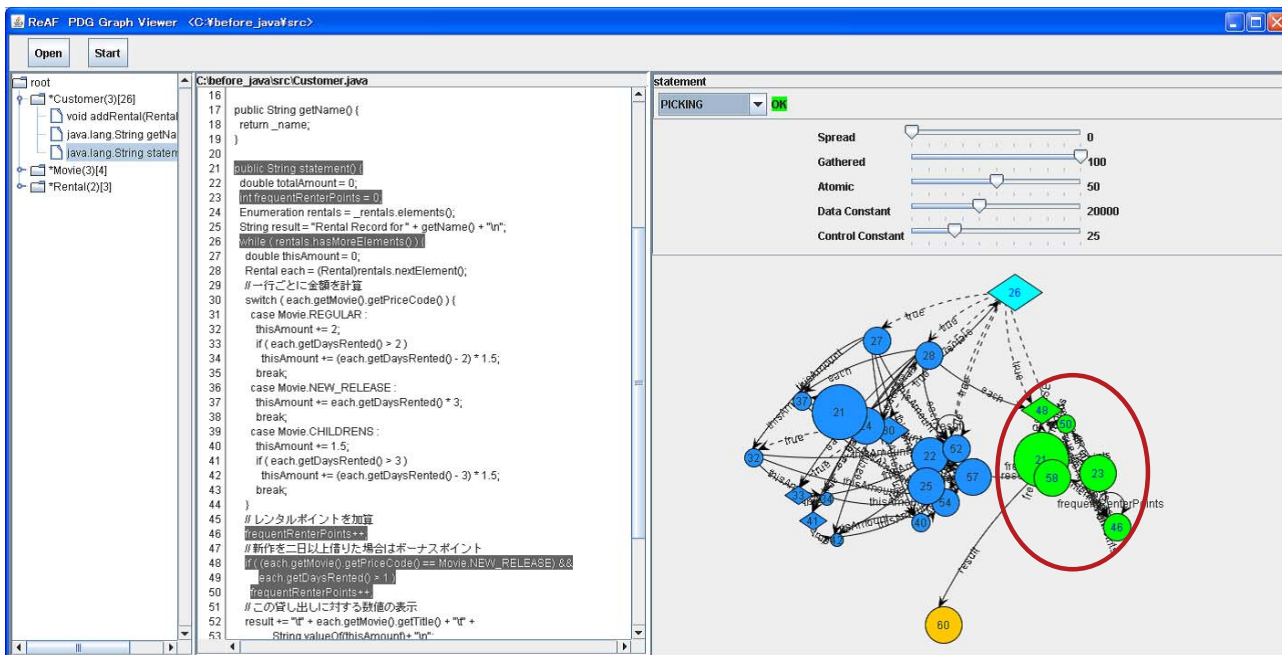 ReAF PDG Graph Viewer <C:¥before_java¥src>
Open Start
root
*Customer(3)[26]
void addRental(Rental
java.lang.String getNa
java.lang.String statem
*Movie(3)[4]
*Rental(2)[3]
C:\before_java\src\Customer.java
16
17 public String getName() {
18 return _name;
19 }
20
21 public String statement() {
22 double totalAmount = 0;
23 int frequentRenterPoints = 0;
24 Enumeration rentals = _rentals.elements();
25 String result = "Rental Record for " + getName() + "\n";
26 while ( rentals.hasMoreElements() ) {
27 double thisAmount = 0;
28 Rental each = (Rental)rentals.nextElement();
29 //一行ごとに金額を計算
30 switch ( each.getMovie().getPriceCode() ) {
31 case Movie.REGULAR :
32 thisAmount += 2;
33 if ( each.getDaysRented() > 2 )
34 thisAmount += (each.getDaysRented() - 2) * 1.5;
35 break;
36 case Movie.NEW_RELEASE :
37 thisAmount += each.getDaysRented() * 3;
38 break;
39 case Movie.CHILDRENS :
40 thisAmount += 1.5;
41 if ( each.getDaysRented() > 3 )
42 thisAmount += (each.getDaysRented() - 3) * 1.5;
43 break;
44 }
45 //レンタルポイントを加算
46 frequentRenterPoints++;
47 //新作を二日以上借りた場合はボーナスポイント
48 if ( (each.getMovie().getPriceCode() == Movie.NEW_RELEASE) &&
49 each.getDaysRented() > 1 )
50 frequentRenterPoints++;
51 //この貸し出しに対する数値の表示
52 result += "\t" + each.getMovie().getTitle() + "\t" +
53 String.valueOf(thisAmount)+ "\n";
statement
PICKING OK
Spread 0
Gathered 100
Atomic 50
Data Constant 20000
Control Constant 25
26
true
true
27
28
rentals
true
thisAmount
each
each
true
37
21
24
30
48
50
true
32
22
52
25
57
54
21
58
23
33
34
41
40
46
frequentRenterPoints
result
60